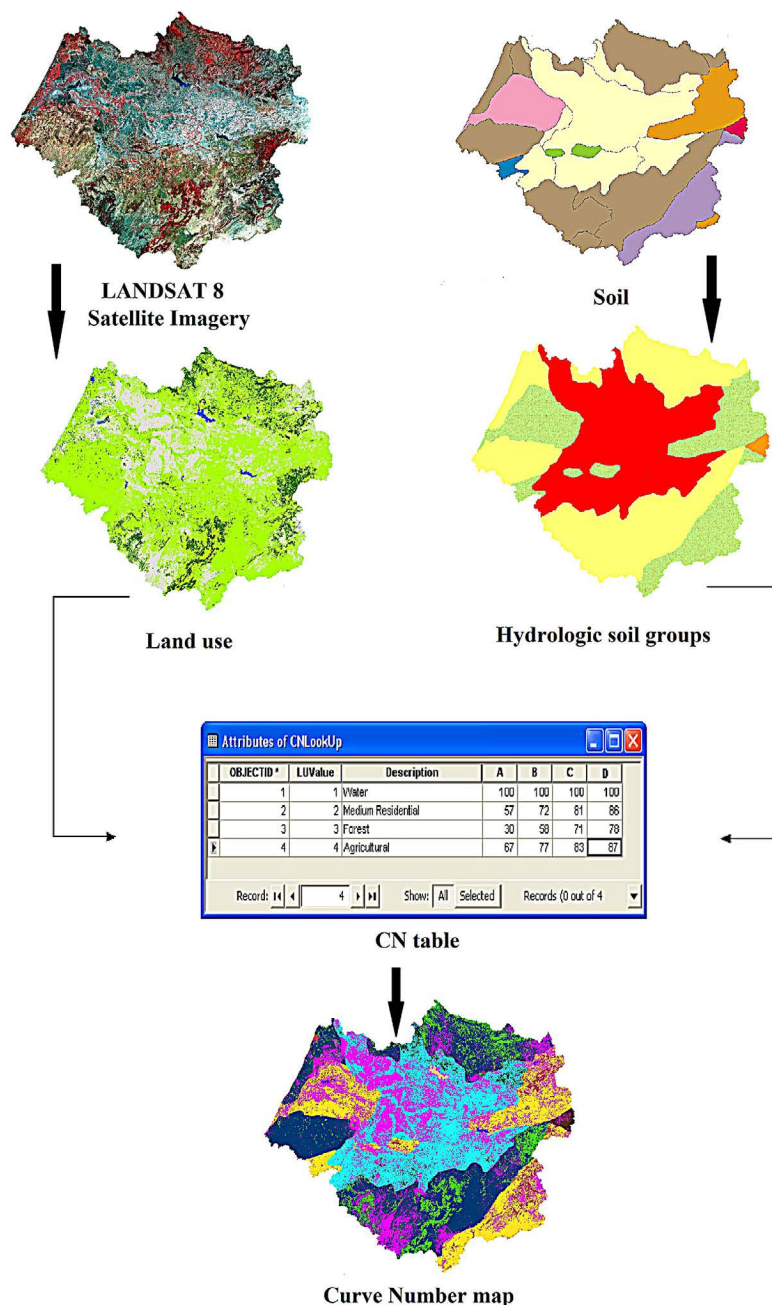 LANDSAT 8
Satellite Imagery
Soil
Land use
Hydrologic soil groups
Attributes of CNLookUp
OBJECTID * LUValue Description A B C D
1 1 Water 100 100 100 100
2 2 Medium Residential 57 72 81 86
3 3 Forest 30 58 71 78
4 4 Agricultural 67 77 83 87
Record: 4 Show: All Selected Records (0 out of 4
CN table
Curve Number map